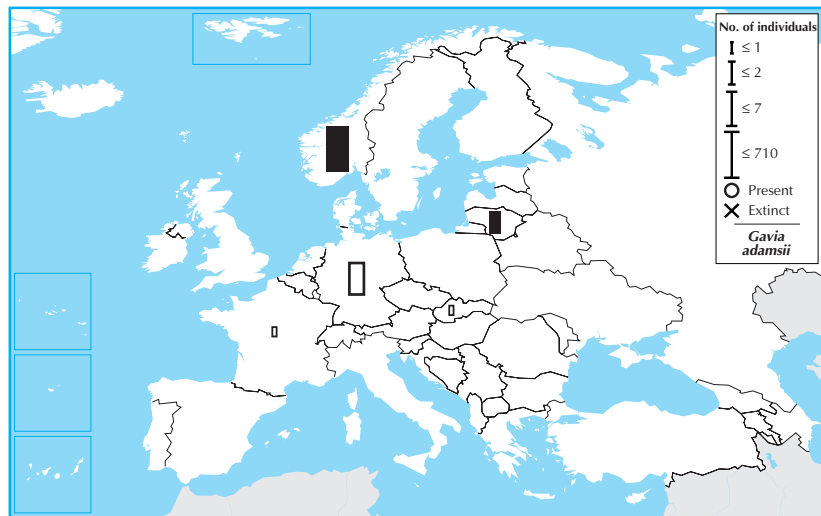 No. of individuals
≤ 1
≤ 2
≤ 7
≤ 710
Present
Extinct
Gavia
adamsii